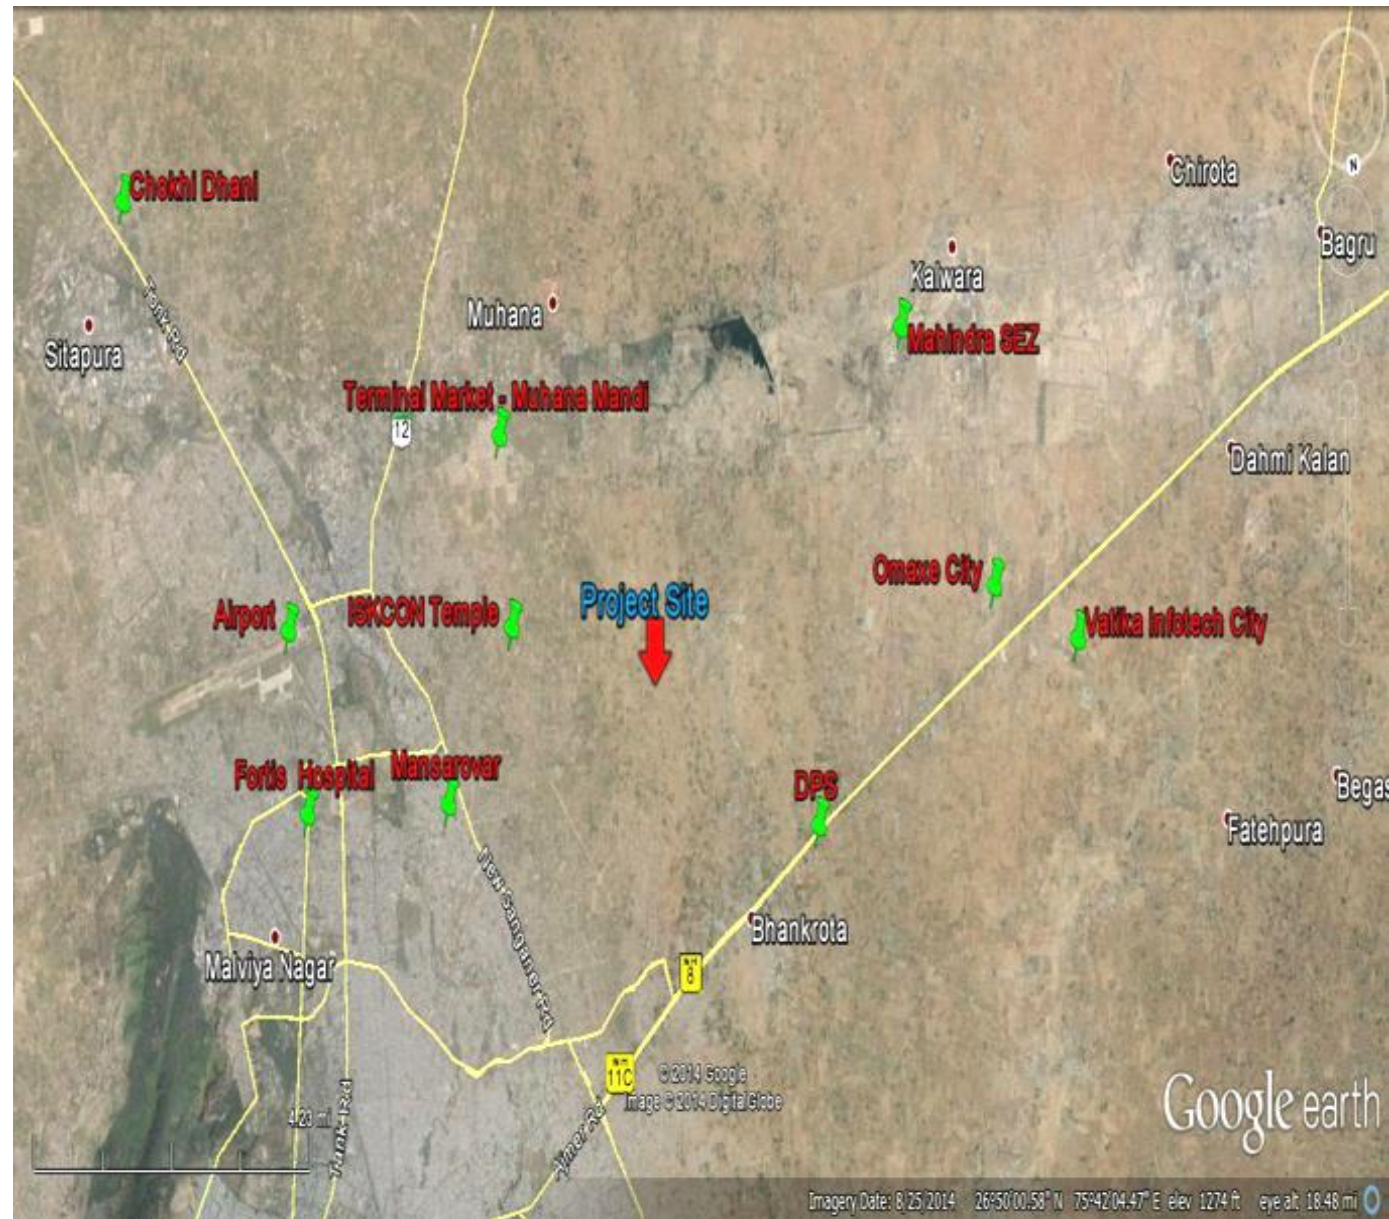 Chirota
N
Chokhi Dhani
Bagru
Kalwara
Tonk Rd
Muhana
Sitapura
Mahindra SEZ
Terminal Market - Muhana Mandi
12
Dahmi Kalan
Omaxe City
Project Site
Airport
ISKCON Temple
Vatika Infotech City
Fortis Hospital
Mansarovar
DPS
Begas
Fatehpura
New Sanganer Rd
Bhankrota
Malviya Nagar
8
11C
© 2014 Google
Image © 2014 DigitalGlobe
Ajmer Rd
Tonk Rd
4.23 mi
Google earth
Imagery Date: 8/25/2014 26°50'00.58" N 75°42'04.47" E elev 1274 ft eye alt 18.48 mi